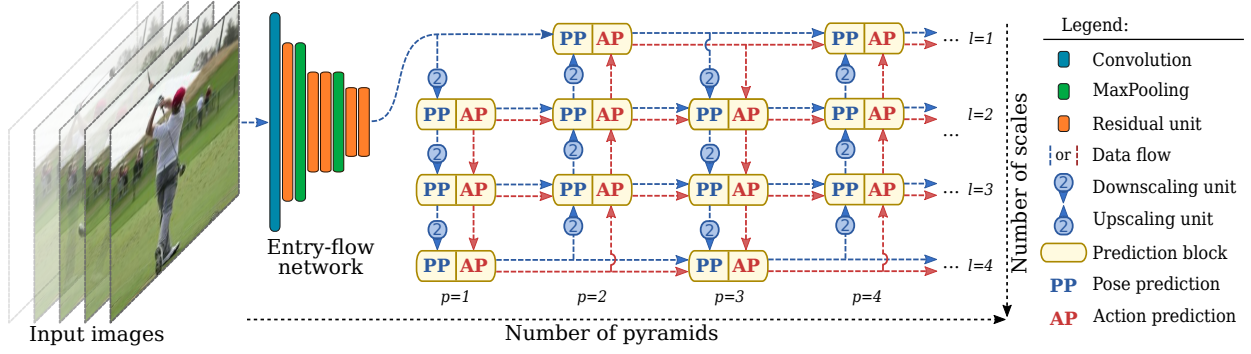 PP AP PP AP ... l=1
2 2 2 2
PP AP PP AP PP AP PP AP ... l=2
2 2 2 2
PP AP PP AP PP AP PP AP ... l=3
2 2 2 2
PP AP PP AP ... l=4
p=1 p=2 p=3 p=4
Entry-flow
network
Input images
Number of pyramids
Number of scales
Legend:
Convolution
MaxPooling
Residual unit
or Data flow
2 Downscaling unit
2 Upscaling unit
Prediction block
PP Pose prediction
AP Action prediction